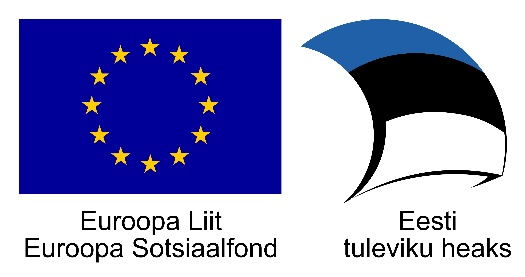 Euroopa Liit
Euroopa Sotsiaalfond
Eesti
tuleviku heaks